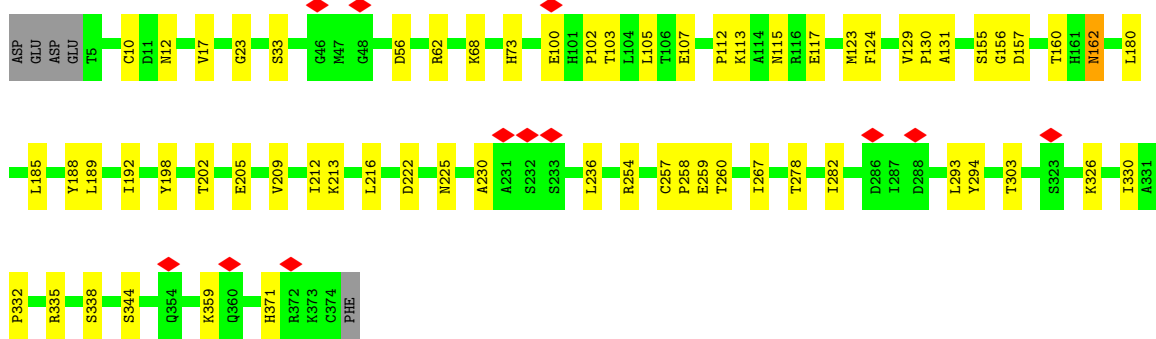 ASP GLU ASP GLU T5 C10 D11 N12 V17 G23 S33 G46 M47 G48 D56 R62 K68 H73 E100 H101 P102 T103 L104 L105 T106 E107 P112 K113 A114 N115 R116 E117 M123 F124 V129 P130 A131 S155 G156 D157 T160 H161 N162 L180
L185 Y188 L189 I192 Y198 T202 E205 V209 I212 K213 L216 D222 N225 A230 A231 S232 S233 L236 R254 C257 P258 E259 T260 I267 T278 I282 D286 I287 D288 L293 Y294 T303 S323 K326 I330 A331
P332 R335 S338 S344 Q354 K359 Q360 H371 R372 K373 C374 PHE